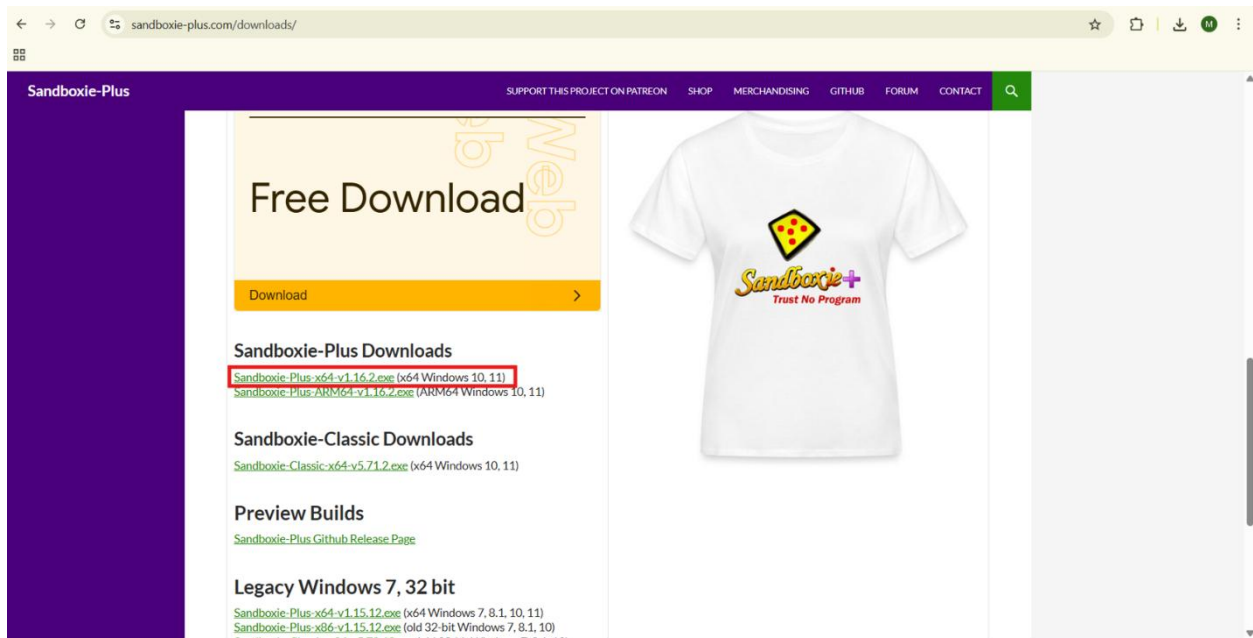 sandboxie-plus.com/downloads/
M
Sandboxie-Plus
SUPPORT THIS PROJECT ON PATREON SHOP MERCHANDISING GITHUB FORUM CONTACT
Web
eb
Free Download
Download
Sandboxie+
Trust No Program
Sandboxie-Plus Downloads
Sandboxie-Plus-x64-v1.16.2.exe (x64 Windows 10, 11)
Sandboxie-Plus-ARM64-v1.16.2.exe (ARM64 Windows 10, 11)
Sandboxie-Classic Downloads
Sandboxie-Classic-x64-v5.71.2.exe (x64 Windows 10, 11)
Preview Builds
Sandboxie-Plus Github Release Page
Legacy Windows 7, 32 bit
Sandboxie-Plus-x64-v1.15.12.exe (x64 Windows 7, 8.1, 10, 11)
Sandboxie-Plus-x86-v1.15.12.exe (old 32-bit Windows 7, 8.1, 10)